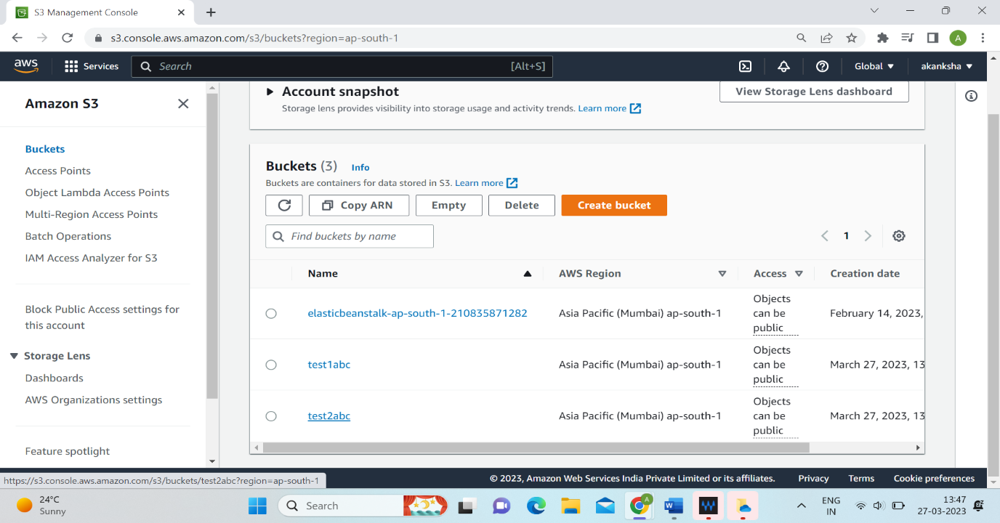 S3 Management Console
s3.console.aws.amazon.com/s3/buckets?region=ap-south-1
A
aws
Services
Search
[Alt+S]
Global
akanksha
Amazon S3
Buckets
Access Points
Object Lambda Access Points
Multi-Region Access Points
Batch Operations
IAM Access Analyzer for S3
Block Public Access settings for
this account
Storage Lens
Dashboards
AWS Organizations settings
Feature spotlight
Account snapshot
View Storage Lens dashboard
Storage lens provides visibility into storage usage and activity trends. Learn more
Buckets (3) Info
Buckets are containers for data stored in S3. Learn more
Copy ARN
Empty
Delete
Create bucket
Find buckets by name
1
Name AWS Region Access Creation date
elasticbeanstalk-ap-south-1-210835871282 Asia Pacific (Mumbai) ap-south-1 Objects can be public February 14, 2023,
test1abc Asia Pacific (Mumbai) ap-south-1 Objects can be public March 27, 2023, 13
test2abc Asia Pacific (Mumbai) ap-south-1 Objects can be public March 27, 2023, 13
https://s3.console.aws.amazon.com/s3/buckets/test2abc?region=ap-south-1
© 2023, Amazon Web Services India Private Limited or its affiliates. Privacy Terms Cookie preferences
24°C
Sunny
Search
A
ENG
IN
13:47
27-03-2023